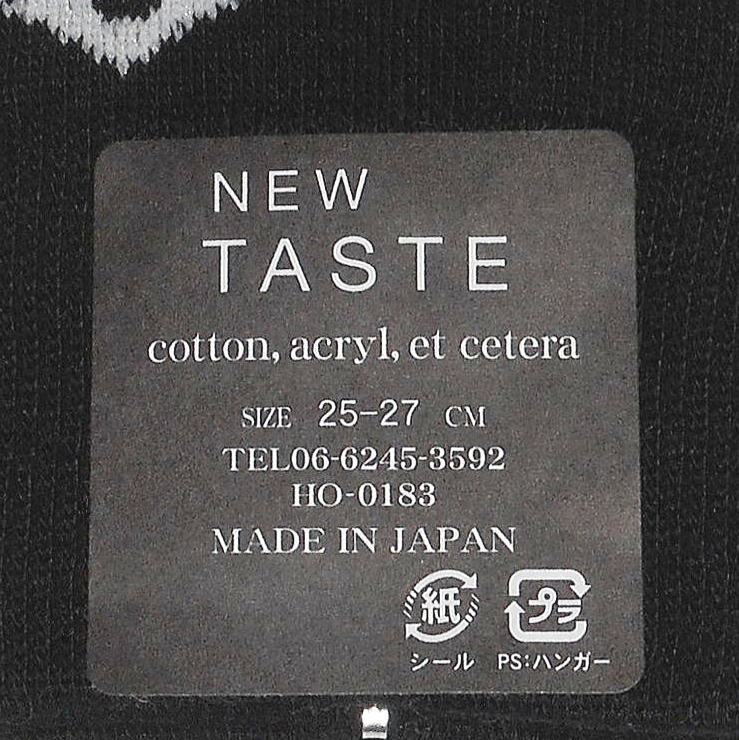 NEW
TASTE
cotton, acryl, et cetera
SIZE 25-27 CM
TEL06-6245-3592
HO-0183
MADE IN JAPAN
紙 プラ
シール PS:ハンガー